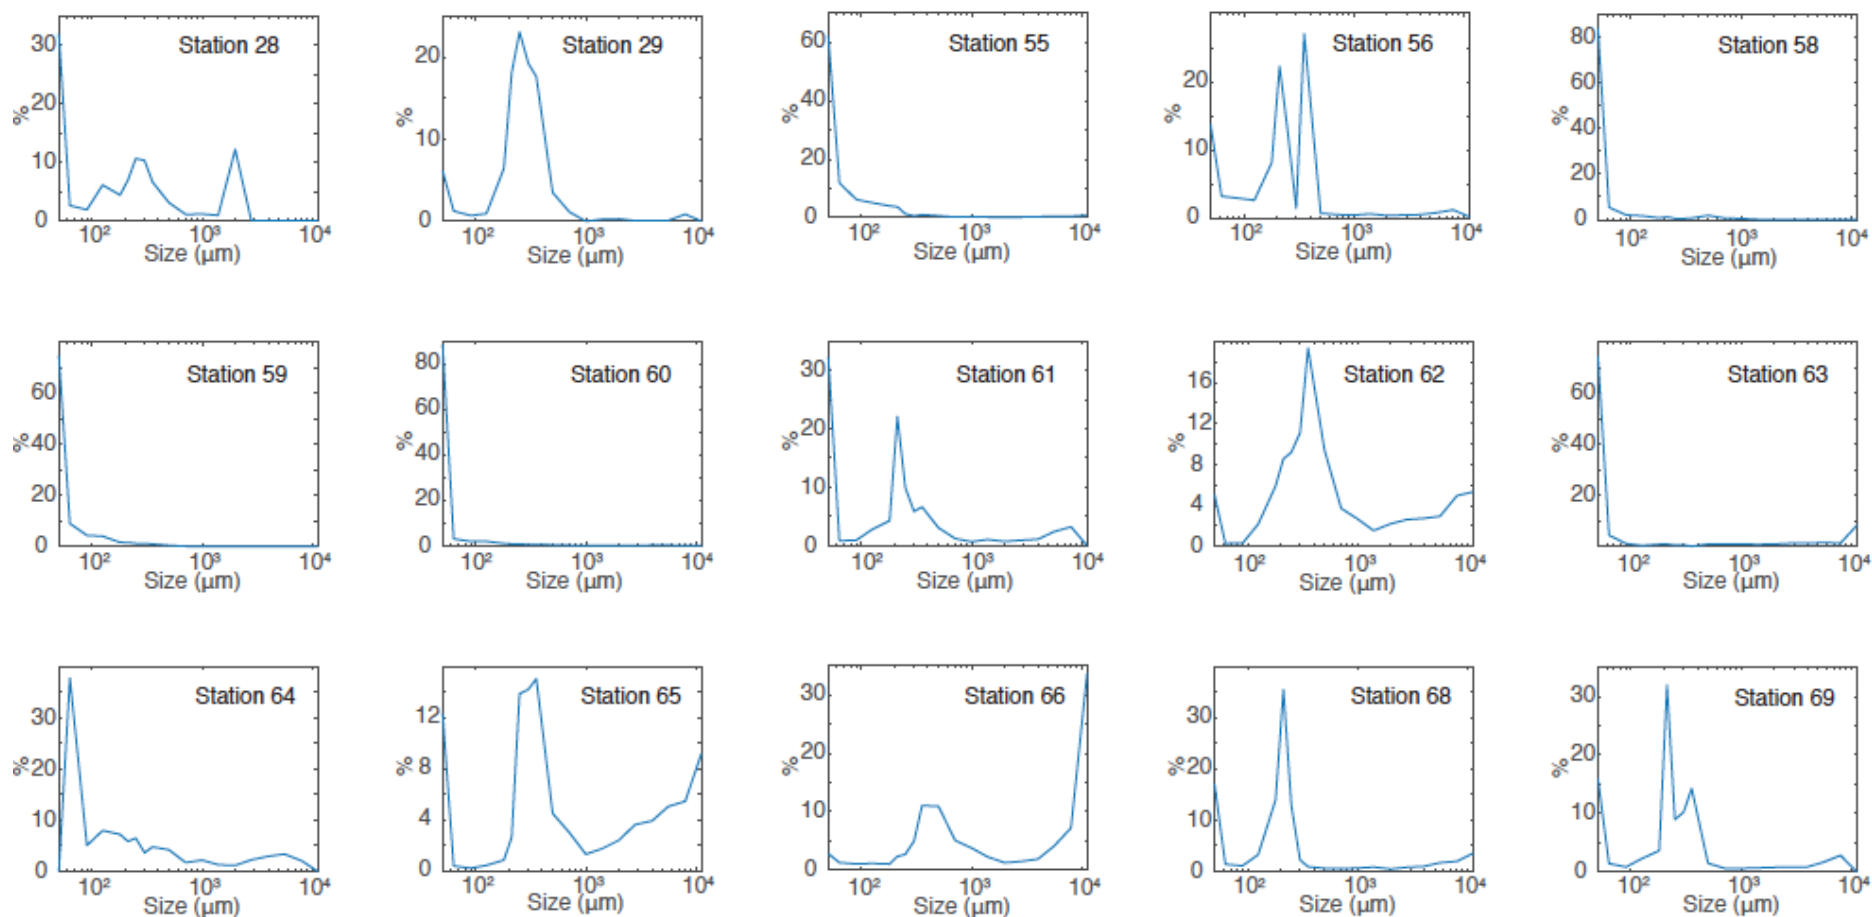 30
20
10
0
%
Station 28
10² 10³ 10⁴
Size (μm)
20
10
0
%
Station 29
10² 10³ 10⁴
Size (μm)
60
40
20
0
%
Station 55
10² 10³ 10⁴
Size (μm)
20
10
0
%
Station 56
10² 10³ 10⁴
Size (μm)
80
60
40
20
0
%
Station 58
10² 10³ 10⁴
Size (μm)
60
40
20
0
%
Station 59
10² 10³ 10⁴
Size (μm)
80
60
40
20
0
%
Station 60
10² 10³ 10⁴
Size (μm)
30
20
10
0
%
Station 61
10² 10³ 10⁴
Size (μm)
16
12
8
4
0
%
Station 62
10² 10³ 10⁴
Size (μm)
60
40
20
%
Station 63
10² 10³ 10⁴
Size (μm)
30
20
10
0
%
Station 64
10² 10³ 10⁴
Size (μm)
12
8
4
0
%
Station 65
10² 10³ 10⁴
Size (μm)
30
20
10
0
%
Station 66
10² 10³ 10⁴
Size (μm)
30
20
10
0
%
Station 68
10² 10³ 10⁴
Size (μm)
30
20
10
0
%
Station 69
10² 10³ 10⁴
Size (μm)